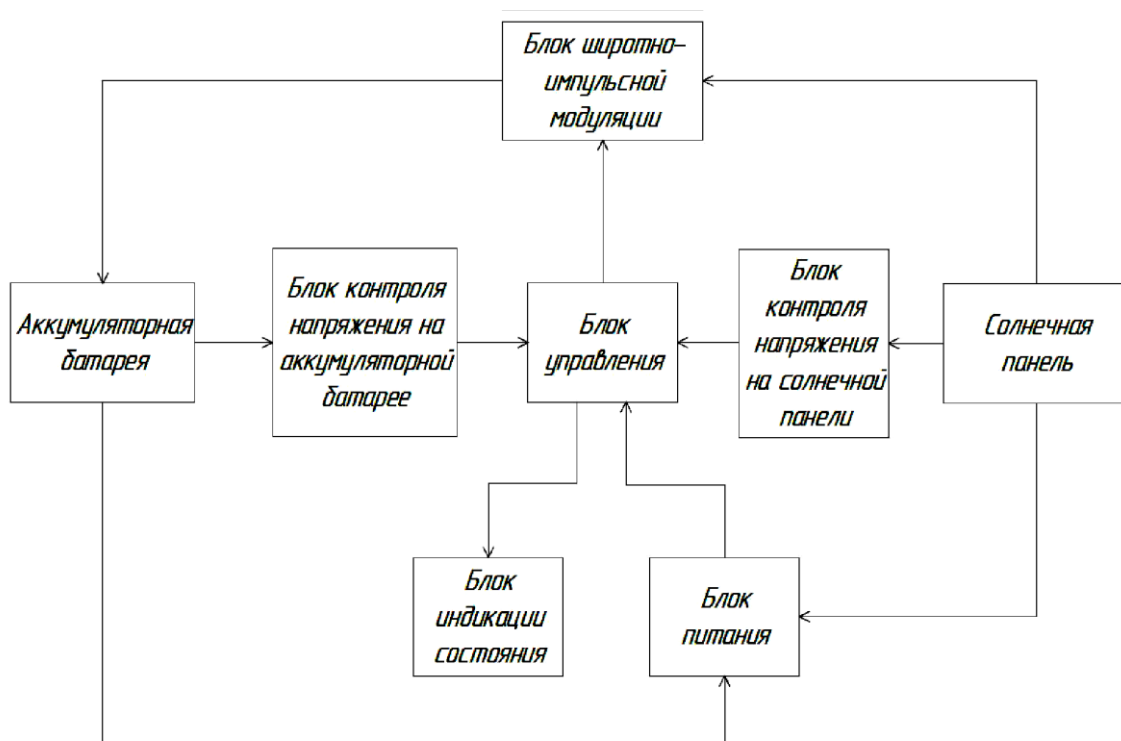 Блок широтно-
импульсной
модуляции
Аккумуляторная
батарея
Блок контроля
напряжения на
аккумуляторной
батарее
Блок
управления
Блок
контроля
напряжения
на солнечной
панели
Солнечная
панель
Блок
индикации
состояния
Блок
питания